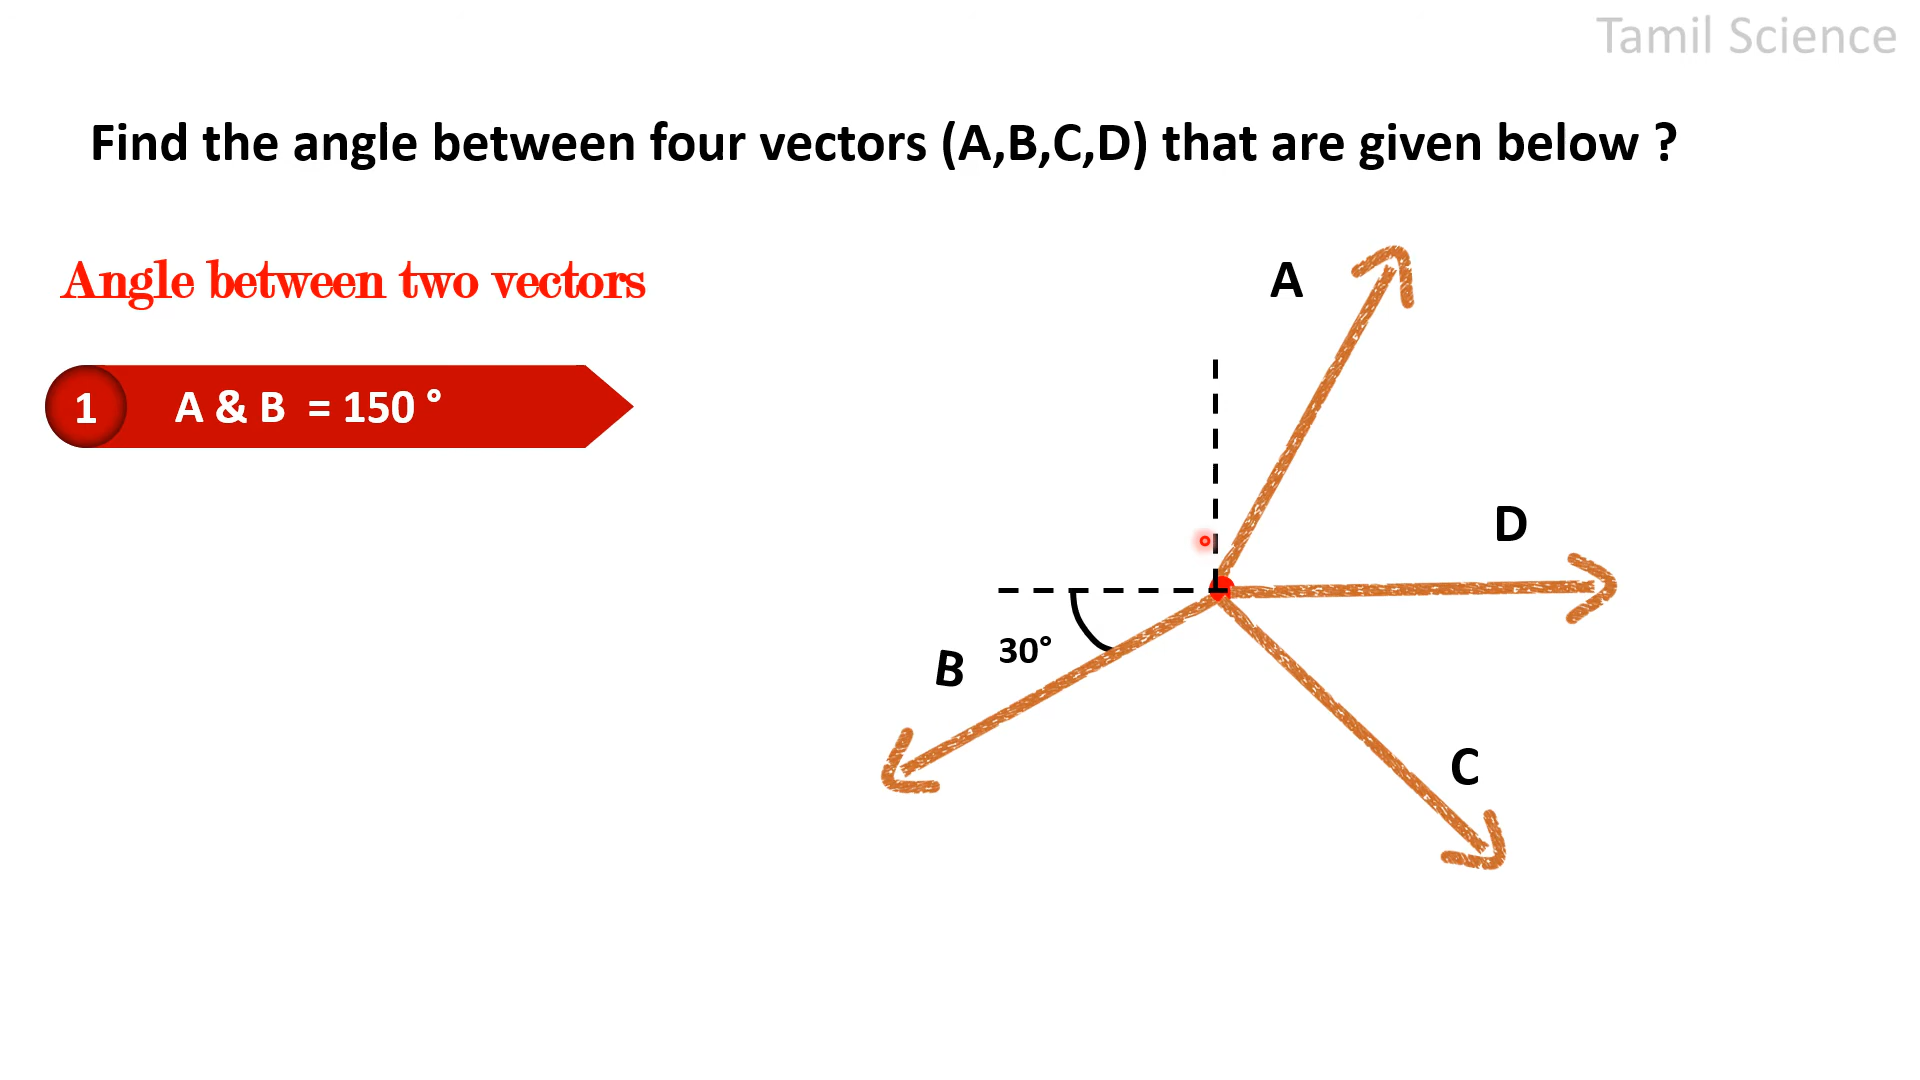 Tamil Science
Find the angle between four vectors (A,B,C,D) that are given below ?
Angle between two vectors
1 A & B = 150 °
A
D
B
30°
C